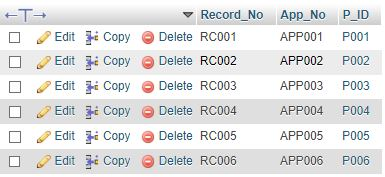 ←T→ Record_No App_No P_ID
Edit Copy Delete RC001 APP001 P001
Edit Copy Delete RC002 APP002 P002
Edit Copy Delete RC003 APP003 P003
Edit Copy Delete RC004 APP004 P004
Edit Copy Delete RC005 APP005 P005
Edit Copy Delete RC006 APP006 P006